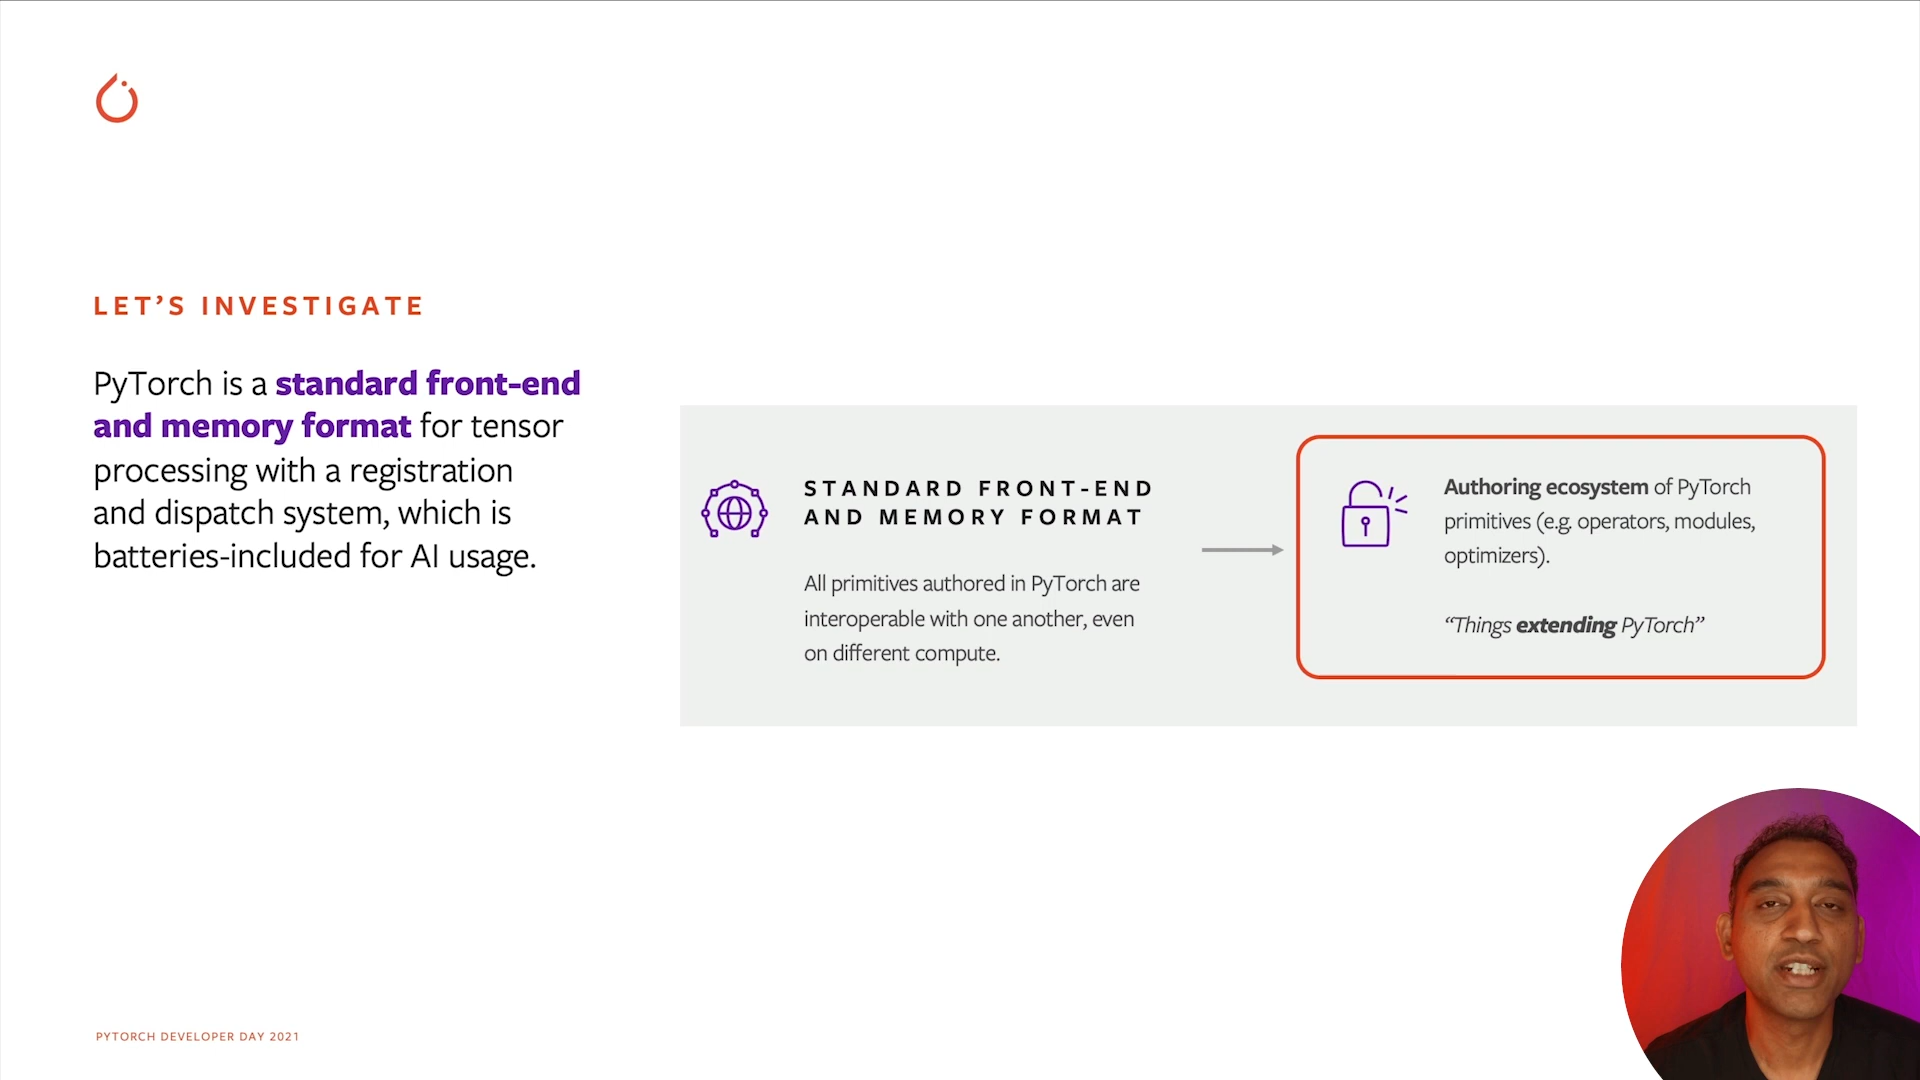 LET’S INVESTIGATE
PyTorch is a standard front-end
and memory format for tensor
processing with a registration
and dispatch system, which is
batteries-included for AI usage.
STANDARD FRONT-END
AND MEMORY FORMAT
All primitives authored in PyTorch are
interoperable with one another, even
on different compute.
Authoring ecosystem of PyTorch
primitives (e.g. operators, modules,
optimizers).
“Things extending PyTorch”
PYTORCH DEVELOPER DAY 2021